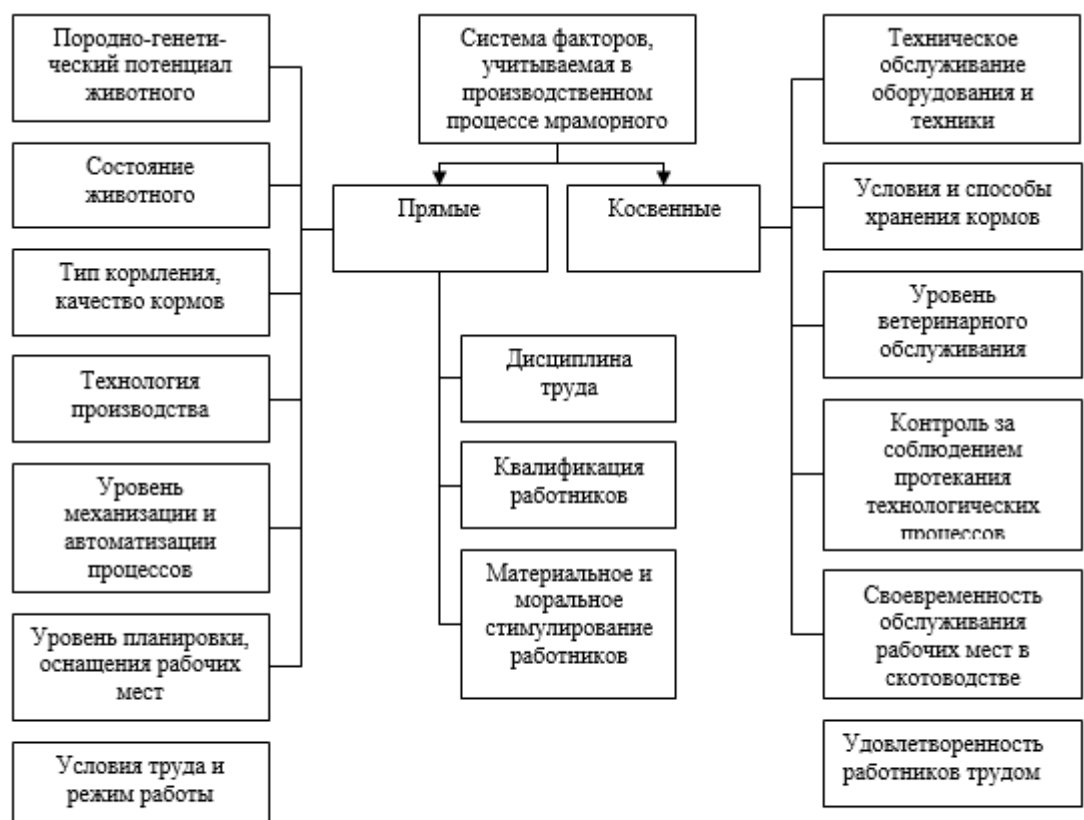 Породно-генети-
ческий потенциал
животного
Состояние
животного
Тип кормления,
качество кормов
Технология
производства
Уровень
механизации и
автоматизации
процессов
Уровень планировки,
оснащения рабочих
мест
Условия труда и
режим работы
Система факторов,
учитываемая в
производственном
процессе мраморного
Прямые
Косвенные
Дисциплина
труда
Квалификация
работников
Материальное и
моральное
стимулирование
работников
Техническое
обслуживание
оборудования и
техники
Условия и способы
хранения кормов
Уровень
ветеринарного
обслуживания
Контроль за
соблюдением
протекания
технологических
процессов
Своевременность
обслуживания
рабочих мест в
скотоводстве
Удовлетворенность
работников трудом